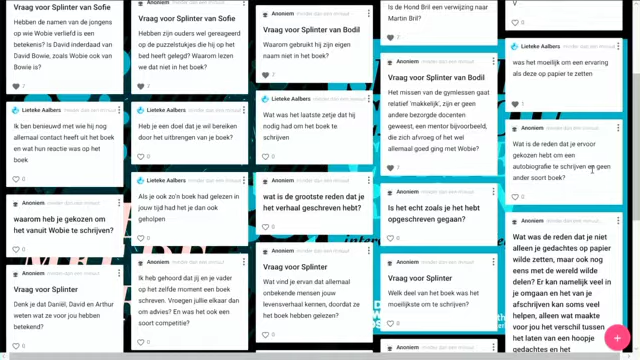 Vraag voor Splinter van Sofie
Hebben de namen van de jongens
op wie Wobie verliefd is een
betekenis? Is David inderdaad van
David Bowie, zoals Wobie ook van
Bowie is?
Lieteke Aalbers
Ik ben benieuwd met wie hij nog
allemaal contact heeft uit het boek
en wat hun reactie was op het
boek.
0
Anoniem
waarom heb je gekozen om
het vanuit Wobie te schrijven?
0
Anoniem
Vraag voor Splinter
Denk je dat Daniël, David en Arthur
weten wat ze voor jou hebben
betekend?
Anoniem
Vraag voor Splinter van Sofie
Hebben zijn ouders wel gereageerd
op de puzzelstukjes die hij op het
bed heeft gelegd? Waarom lezen
we dat niet in het boek?
Lieteke Aalbers
Heb je een doel dat je wil bereiken
door het uitbrengen van je boek?
0
Lieteke Aalbers
Als je ook zo'n boek had gelezen in
jouw tijd had het je dan ook
geholpen
0
Anoniem
Ik heb gehoord dat jij en je vader
op het zelfde moment een boek
schreven. Vroegen jullie elkaar dan
om advies? En was het ook een
soort competitie?
Anoniem
Vraag voor Splinter van Bodil
Waarom gebruikt hij zijn eigen
naam niet in het boek?
Lieteke Aalbers
Wat was het laatste zetje dat hij
nodig had om het boek te
schrijven
0
Anoniem
wat is de grootste reden dat je
het verhaal geschreven hebt?
0
Anoniem
Vraag voor Splinter
Wat vind je ervan dat allemaal
onbekende mensen jouw
levensverhaal kennen, doordat ze
het boek hebben gelezen?
0
Is de Hond Bril een verwijzing naar
Martin Bril?
Anoniem
Vraag voor Splinter van Bodil
Het missen van de gymlessen gaat
relatief 'makkelijk', zijn er geen
andere bezorgde docenten
geweest, een mentor bijvoorbeeld,
die zich afvroeg of het wel
allemaal goed ging met Wobie?
Anoniem
Is het echt zoals je het hebt
opgeschreven gegaan?
0
Anoniem
Vraag voor Splinter
Welk deel van het boek was het
moeilijkste om te schrijven?
0
Anoniem
0
Lieteke Aalbers
was het moeilijk om een ervaring
als deze op papier te zetten
1
Anoniem
Wat is de reden dat je ervoor
gekozen hebt om een
autobiografie te schrijven en geen
ander soort boek?
0
Anoniem
Wat was de reden dat je niet
alleen je gedachtes op papier
wilde zetten, maar ook nog
eens met de wereld wilde
delen? Er kan namelijk veel in
je omgaan en het van je
afschrijven kan soms veel
helpen, alleen wat maakte
voor jou het verschil tussen
het laten van een hoopje
gedachtes en het